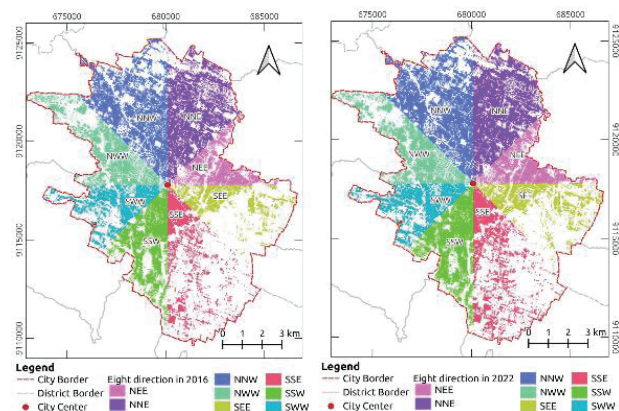 675000 680000 685000
9125000
9120000
9115000
9110000
NNW
NNE
NWW
NEE
SWW
SEE
SSE
SSW
0 1 2 3 km
Legend
City Border
District Border
City Center
Eight direction in 2016
NEE
NNE
NNW
NWW
SEE
SSE
SSW
SWW
675000 680000 685000
9125000
9120000
9115000
9110000
NNW
NNE
NWW
NEE
SWW
SEE
SSE
SSW
0 1 2 3 km
Legend
City Border
District Border
City Center
Eight direction in 2022
NEE
NNE
NNW
NWW
SEE
SSE
SSW
SWW